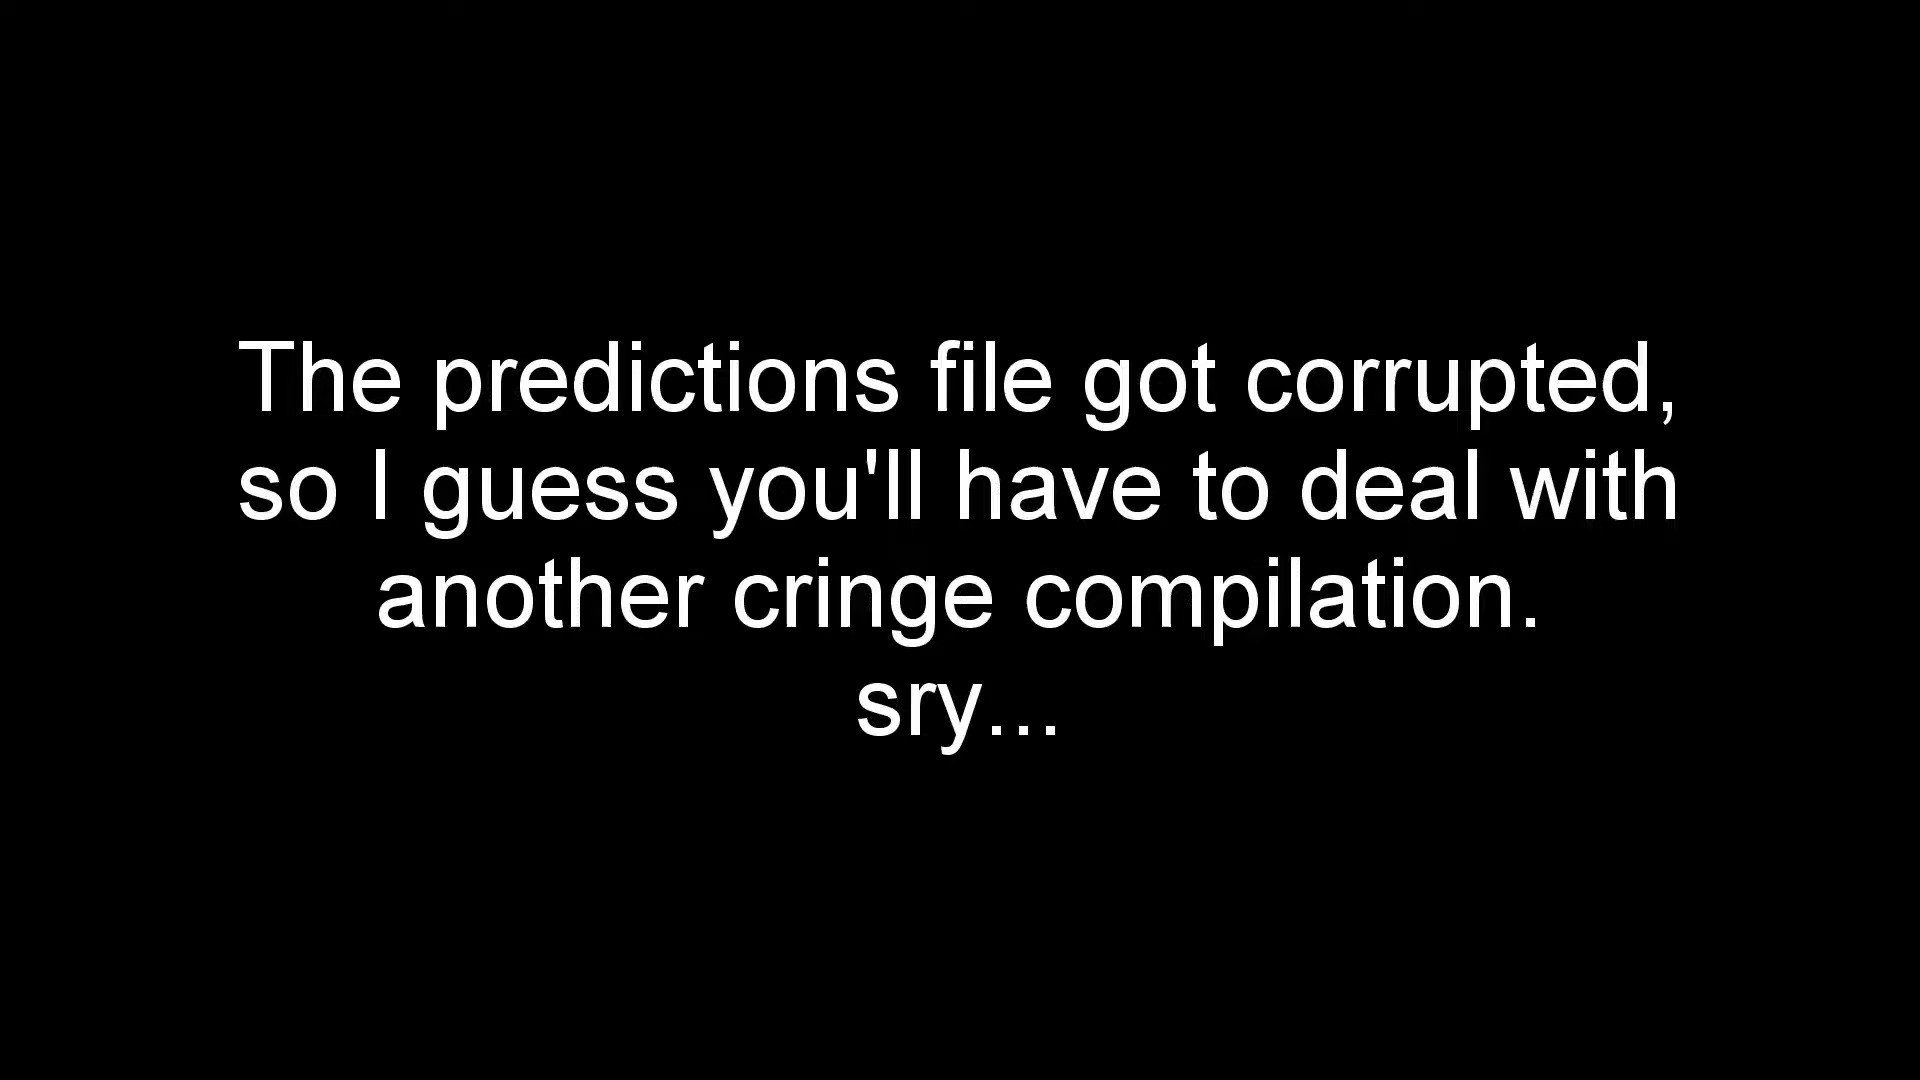 The predictions file got corrupted,
so I guess you'll have to deal with
another cringe compilation.
sry...